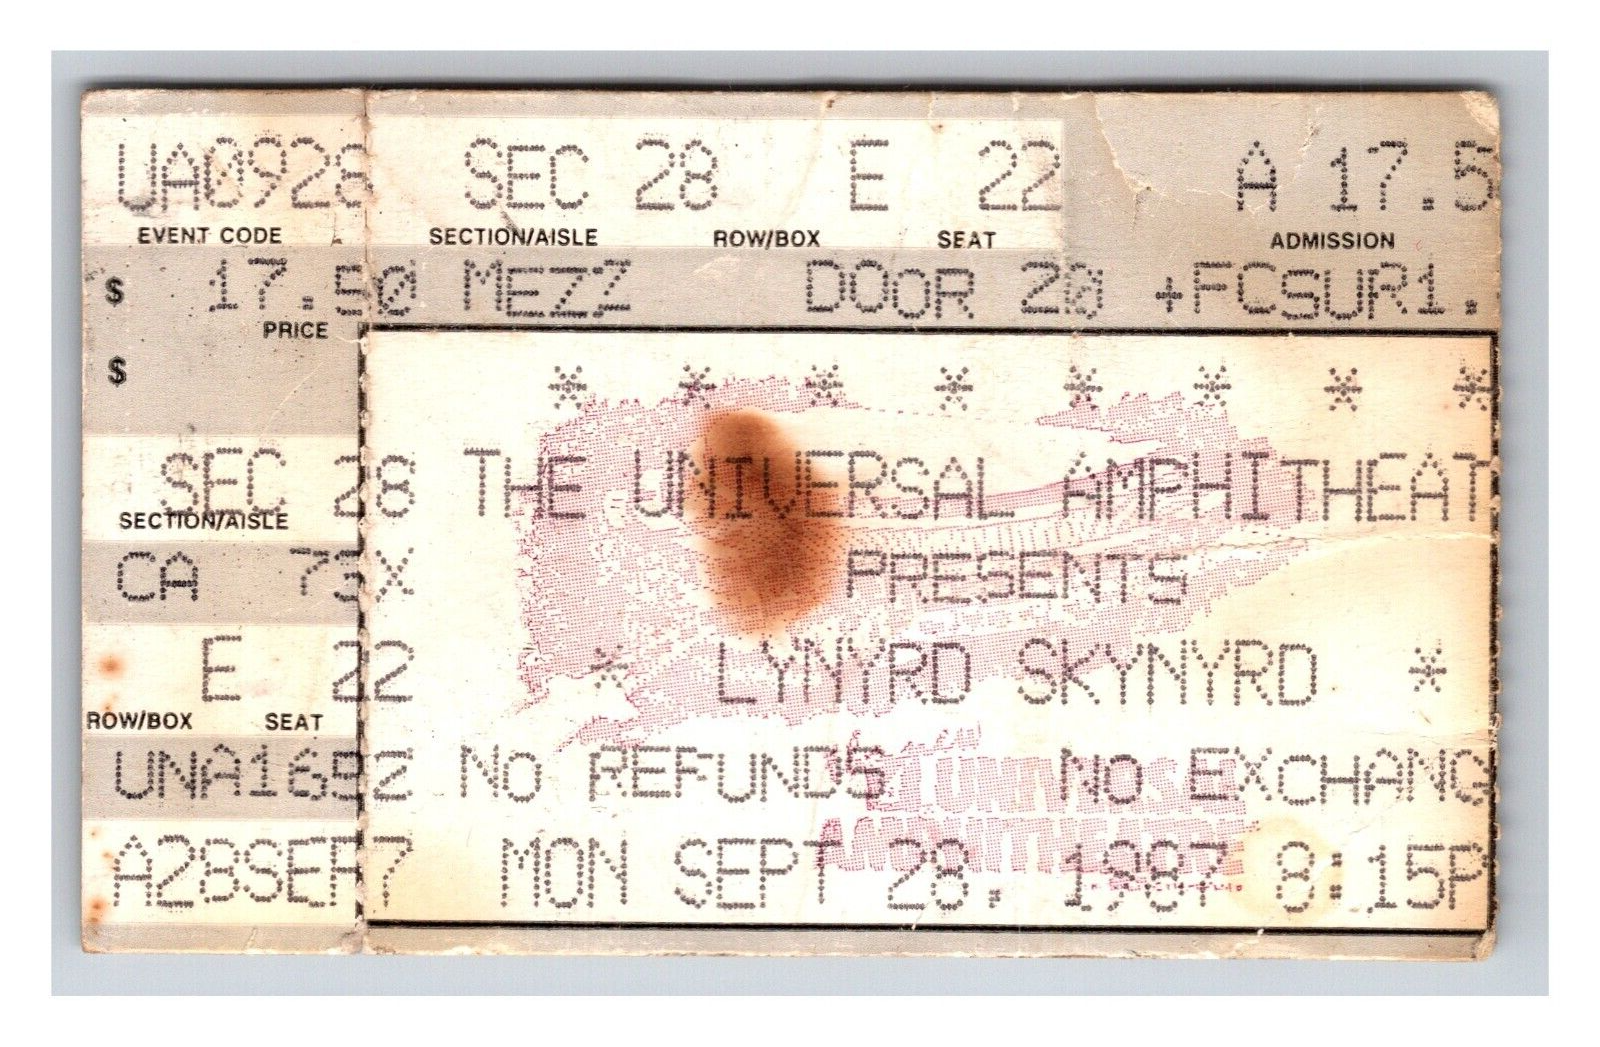 UA0928 SEC 28 E 22 A 17.5
EVENT CODE SECTION/AISLE ROW/BOX SEAT ADMISSION
$ 17.50 MEZZ DOOR 20 +FCSUR1.
PRICE
$
* * * * * * * *
SEC 28 THE UNIVERSAL AMPHITHEAT
SECTION/AISLE
CA 73X PRESENTS
E 22 * LYNYRD SKYNYRD *
ROW/BOX SEAT
UNA1652 NO REFUNDS NO EXCHANG
A28SEP7 MON SEPT 28, 1987 8:15P